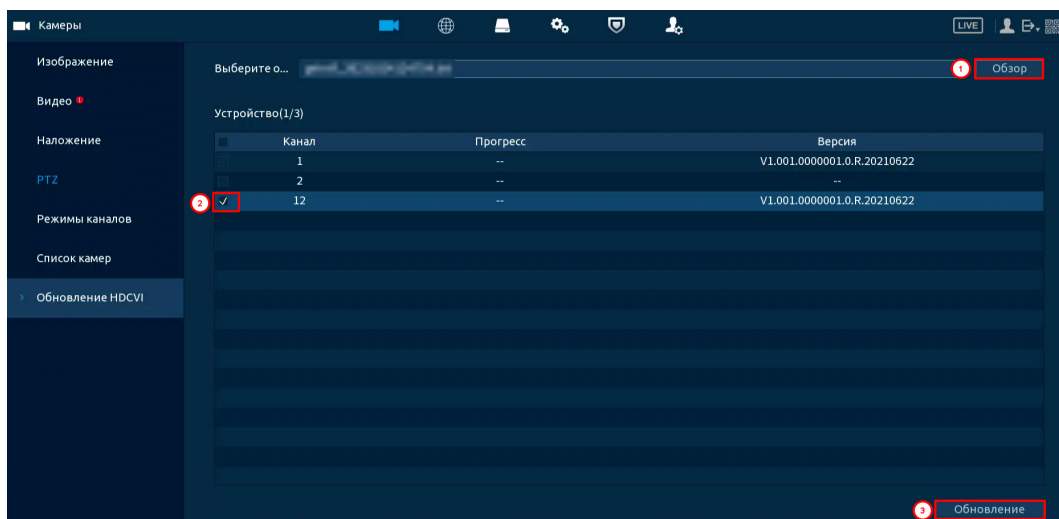 Камеры
LIVE
Изображение
Видео
Наложение
PTZ
Режимы каналов
Список камер
Обновление HDCVI
Выберите о...
1 Обзор
Устройство(1/3)
Канал Прогресс Версия
1 -- V1.001.0000001.0.R.20210622
2 -- --
2 12 -- V1.001.0000001.0.R.20210622
3 Обновление